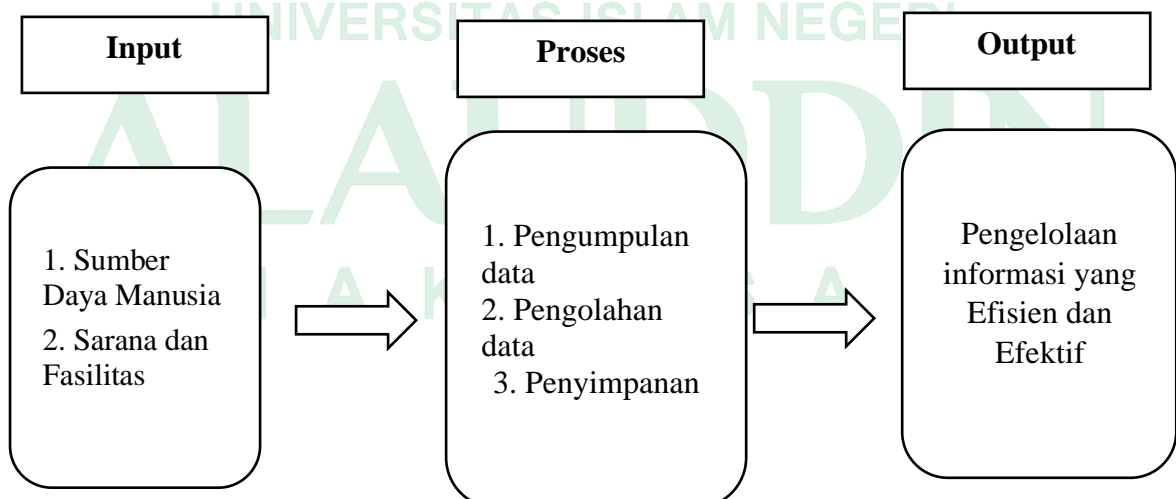 UNIVERSITAS ISLAM NEGERI
Input
Proses
Output
ALAUDDIN
1. Sumber
Daya Manusia
2. Sarana dan
Fasilitas
1. Pengumpulan
data
2. Pengolahan
data
3. Penyimpanan
Pengelolaan
informasi yang
Efisien dan
Efektif